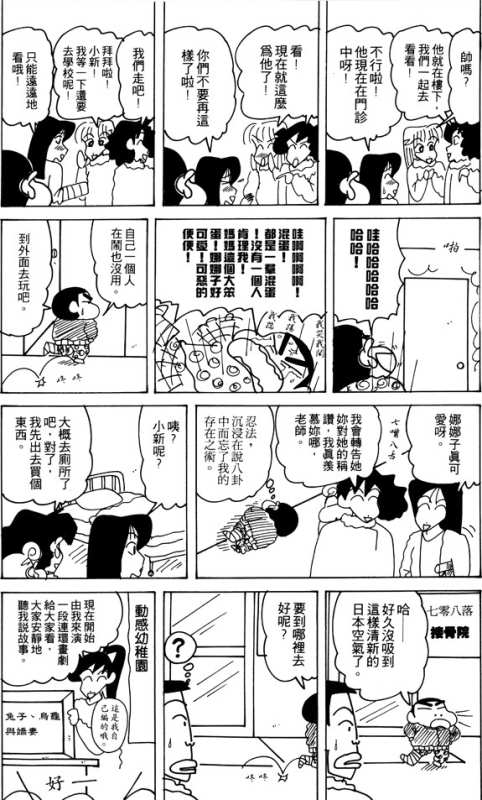 帥嗎？
他就在樓下，
我們一起去
看看！
不行啦！
他現在在門診
中呀！
看！
現在就這麼
為他了！
你們不要再這
樣了啦！
我們走吧！
拜拜啦！
小新！
我等一下還要
去學校呢！
只能遠遠地
看哦！
啪
哇哈哈哈哈哈
哈哈！
哇啊啊啊啊！
混蛋！
都是一羣混蛋
！沒有一個人
肯理我！
媽媽這個大笨
蛋！娜娜子好
可愛！可惡的
便便！
自己一個人
在鬧也沒用。
到外面去玩吧。
咚咚
娜娜子真可
愛呀。
七嘴八舌
我會轉告她
妳對她的稱
讚，我真羨
慕妳哪，
老師。
忍法，
沉浸在說八卦
中而忘了我的
存在之術。
咦？
小新呢？
大概去廁所了
吧，對了，
我先出去買個
東西。
七零八落
接骨院
哈——
好久沒吸到
這樣清新的
日本空氣了。
要到哪裡去
好呢？
？
咚咚
動感幼稚園
現在開始
由我來演
一段連環畫劇
給大家看，
大家安靜地
聽我說故事。
這是我自
己編的哦。
兔子、烏龜
與譆妻
好—